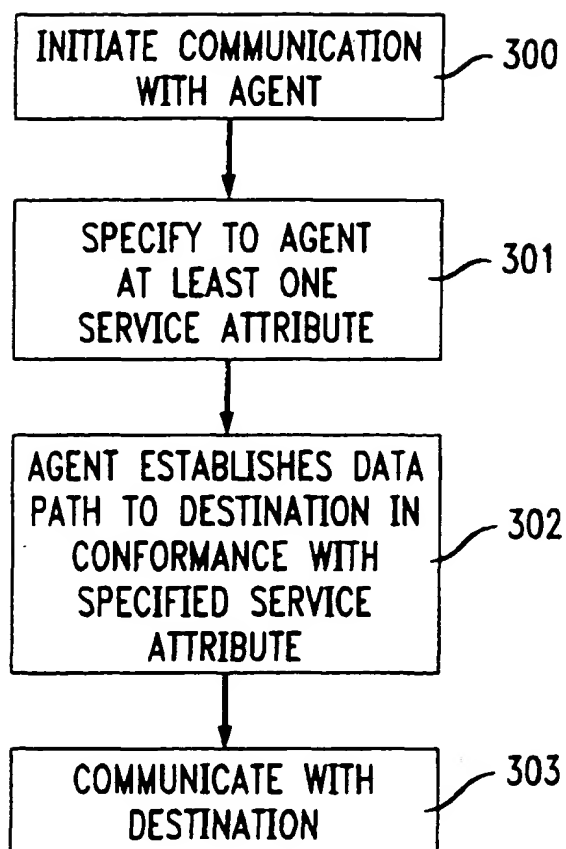 INITIATE COMMUNICATION
WITH AGENT
300
SPECIFY TO AGENT
AT LEAST ONE
SERVICE ATTRIBUTE
301
AGENT ESTABLISHES DATA
PATH TO DESTINATION IN
CONFORMANCE WITH
SPECIFIED SERVICE
ATTRIBUTE
302
COMMUNICATE WITH
DESTINATION
303